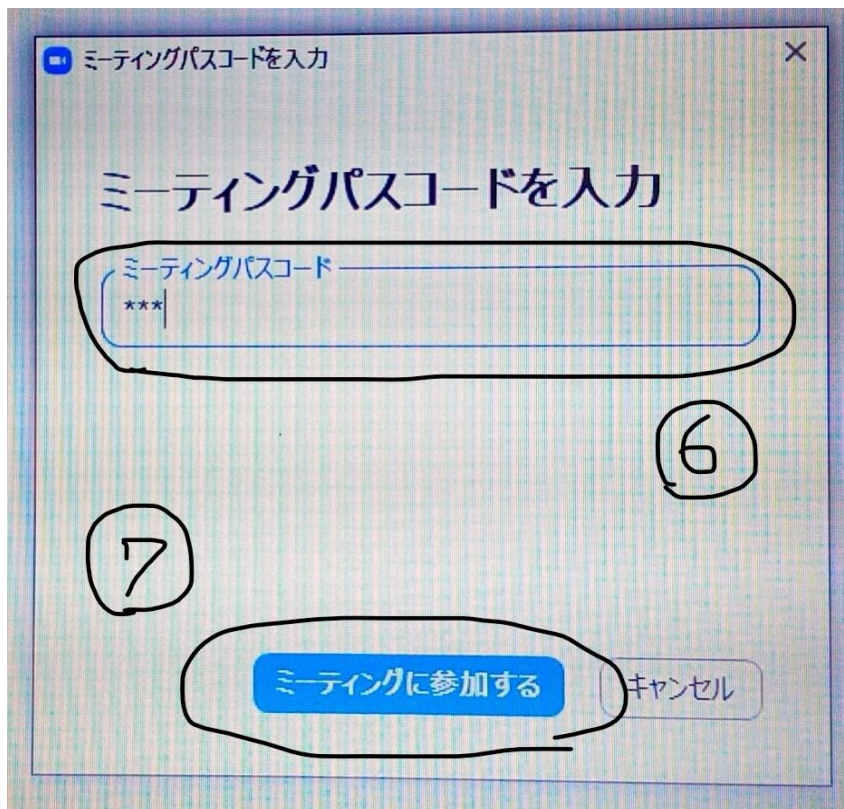 ミーティングパスコードを入力
ミーティングパスコードを入力
ミーティングパスコード
***
6
7
ミーティングに参加する
キャンセル